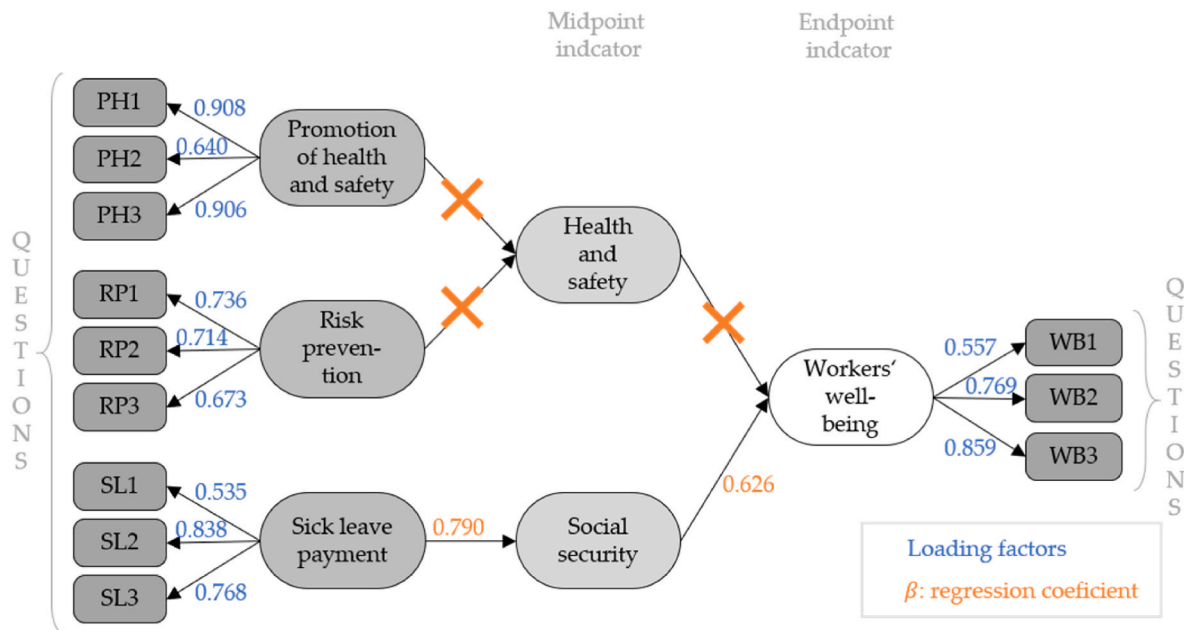 Midpoint
indcator
Endpoint
indcator
QUESTIONS
PH1
0.908
PH2
0.640
PH3
0.906
Promotion
of health
and safety
RP1
0.736
RP2
0.714
RP3
0.673
Risk
preven-
tion
SL1
0.535
SL2
0.838
SL3
0.768
Sick leave
payment
0.790
Health
and
safety
Social
security
0.626
Workers‘
well-
being
0.557
WB1
0.769
WB2
0.859
WB3
QUESTIONS
Loading factors
β: regression coeficient